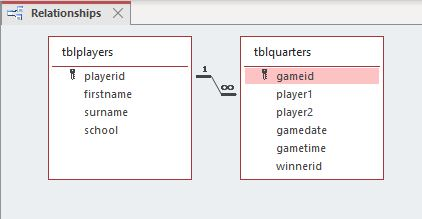 Relationships
tblplayers
playerid
firstname
surname
school
1
∞
tblquarters
gameid
player1
player2
gamedate
gametime
winnerid